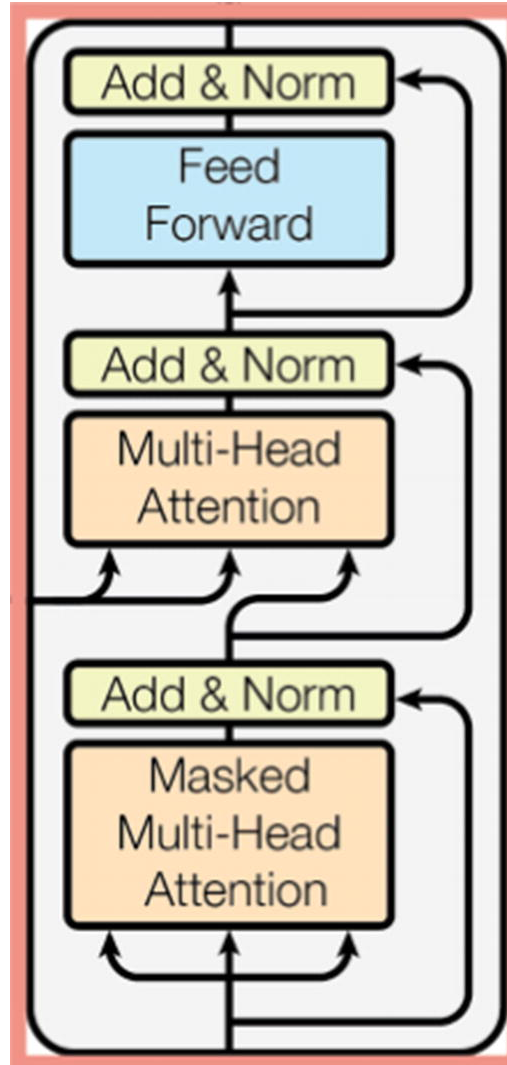 Add & Norm
Feed
Forward
Add & Norm
Multi-Head
Attention
Add & Norm
Masked
Multi-Head
Attention